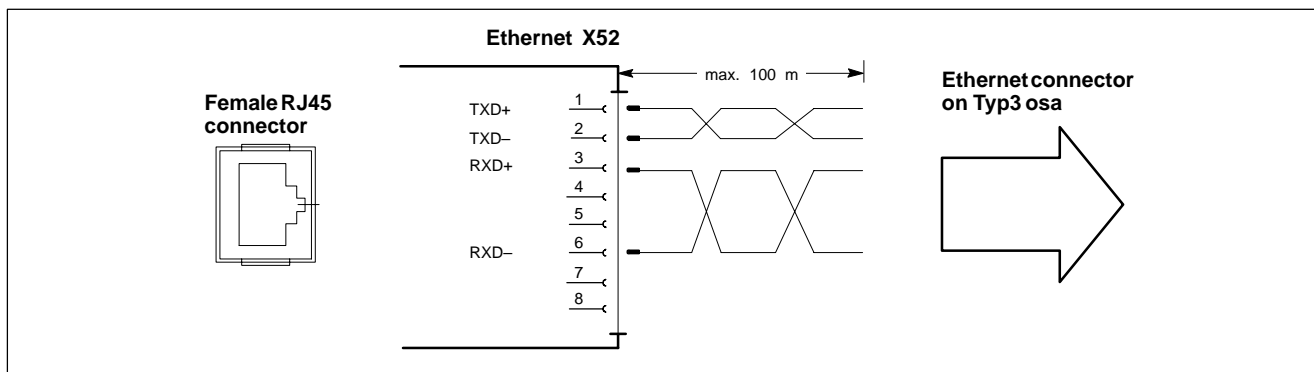 Ethernet X52
max. 100 m
Female RJ45
connector
Ethernet connector
on Typ3 osa
TXD+ 1
TXD– 2
RXD+ 3
4
5
RXD– 6
7
8